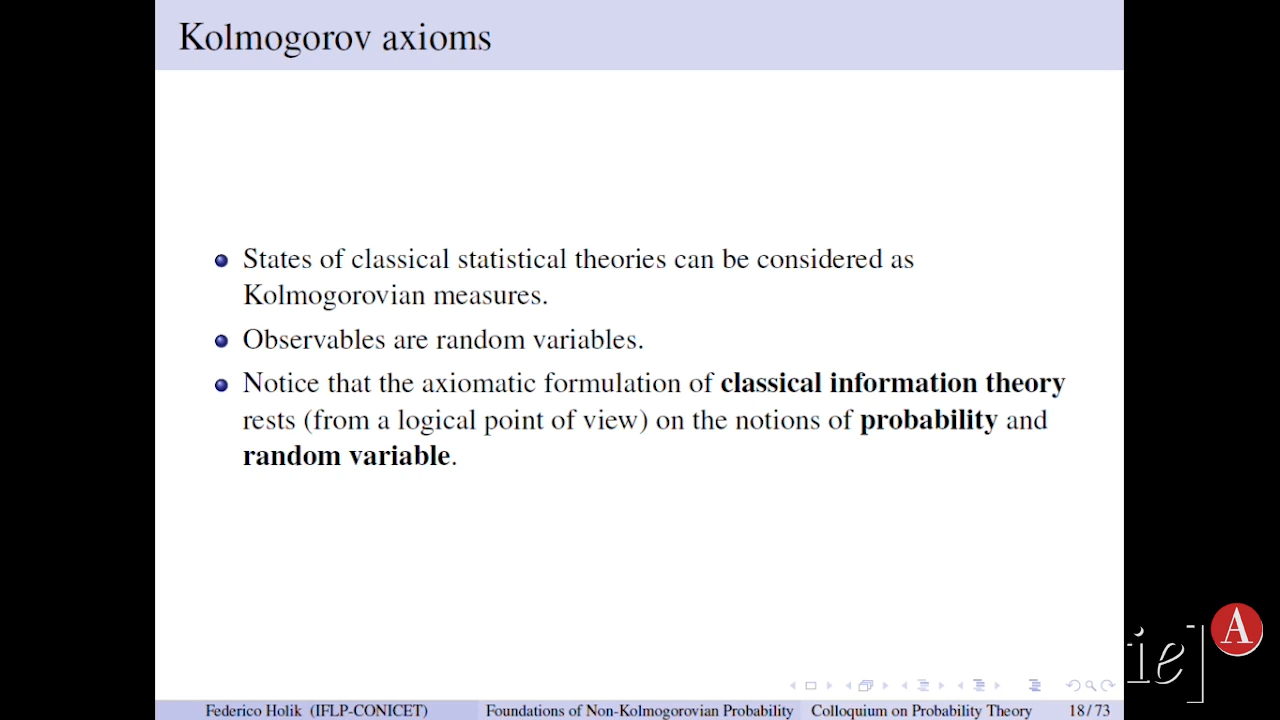 Kolmogorov axioms
States of classical statistical theories can be considered as
Kolmogorovian measures.
Observables are random variables.
Notice that the axiomatic formulation of classical information theory
rests (from a logical point of view) on the notions of probability and
random variable.
Federico Holik (IFLP-CONICET) Foundations of Non-Kolmogorovian Probability Colloquium on Probability Theory 18 / 73
ie]
A